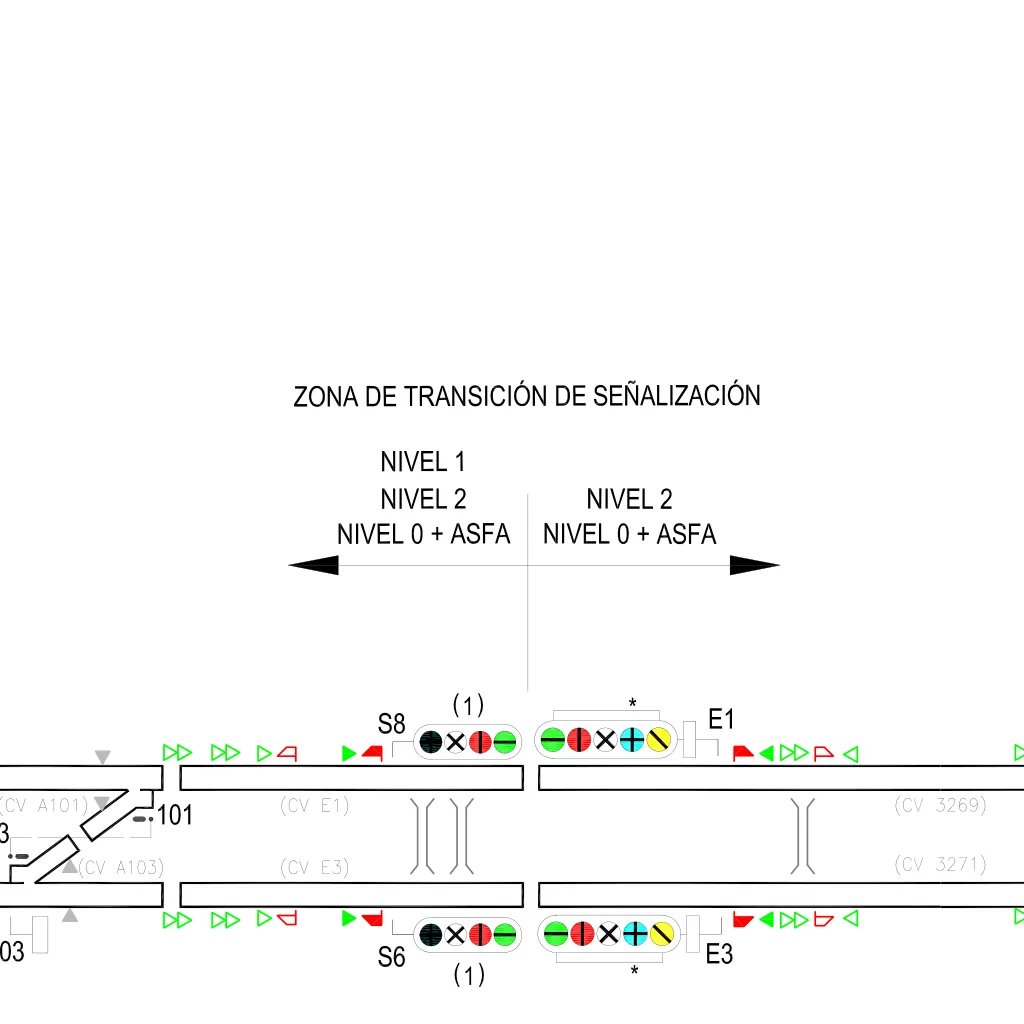 ZONA DE TRANSICIÓN DE SEÑALIZACIÓN
NIVEL 1
NIVEL 2
NIVEL 0 + ASFA
NIVEL 2
NIVEL 0 + ASFA
(1)
*
S8
E1
(CV A101)
(CV E1)
(CV 3269)
101
3
(CV A103)
(CV E3)
(CV 3271)
03
S6
E3
(1)
*